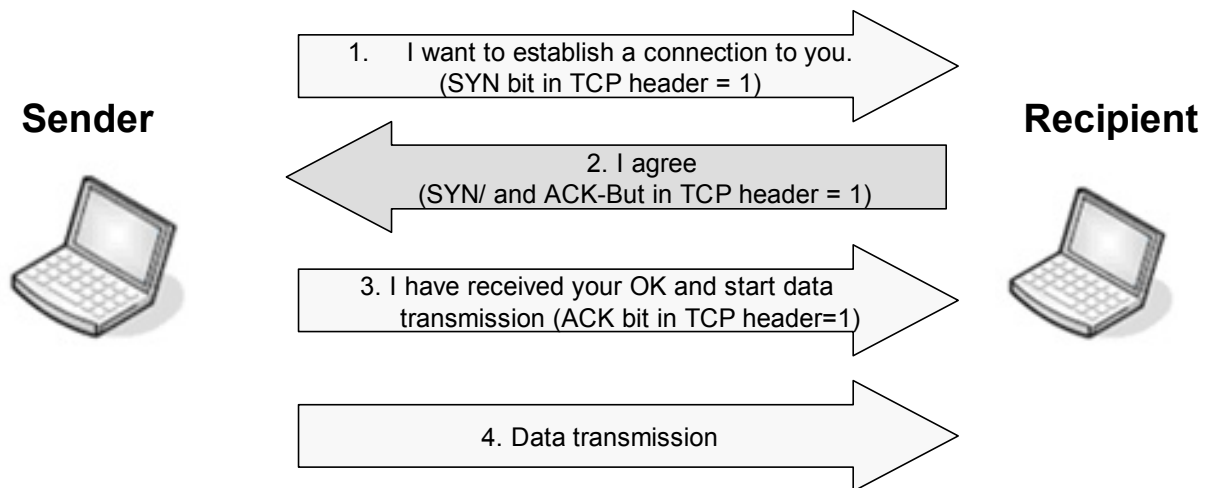 1. I want to establish a connection to you.
(SYN bit in TCP header = 1)
Sender
Recipient
2. I agree
(SYN/ and ACK-But in TCP header = 1)
3. I have received your OK and start data
transmission (ACK bit in TCP header=1)
4. Data transmission